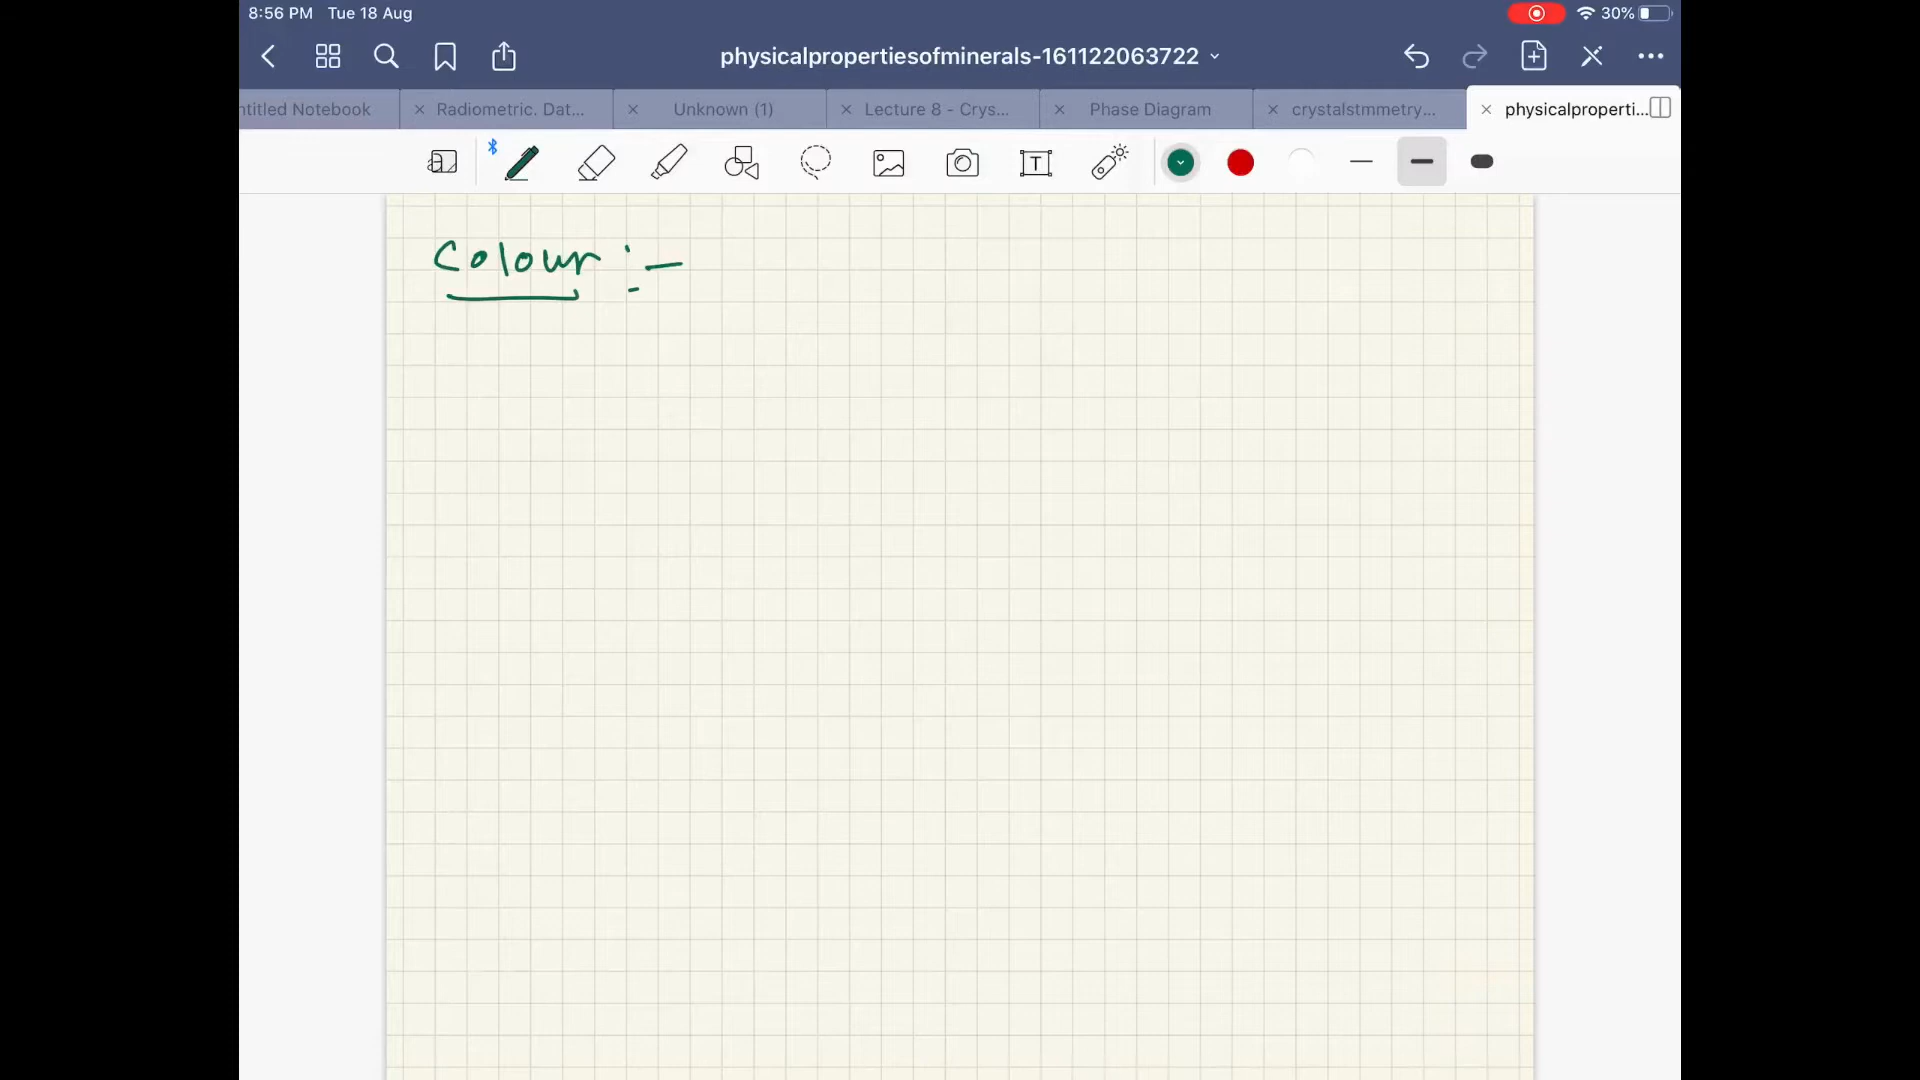 8:56 PM Tue 18 Aug 30%
physicalpropertiesofminerals-161122063722
ntitled Notebook Radiometric. Dat... Unknown (1) Lecture 8 - Crys... Phase Diagram crystalstmmetry... physicalproperti...
T
Colour :-